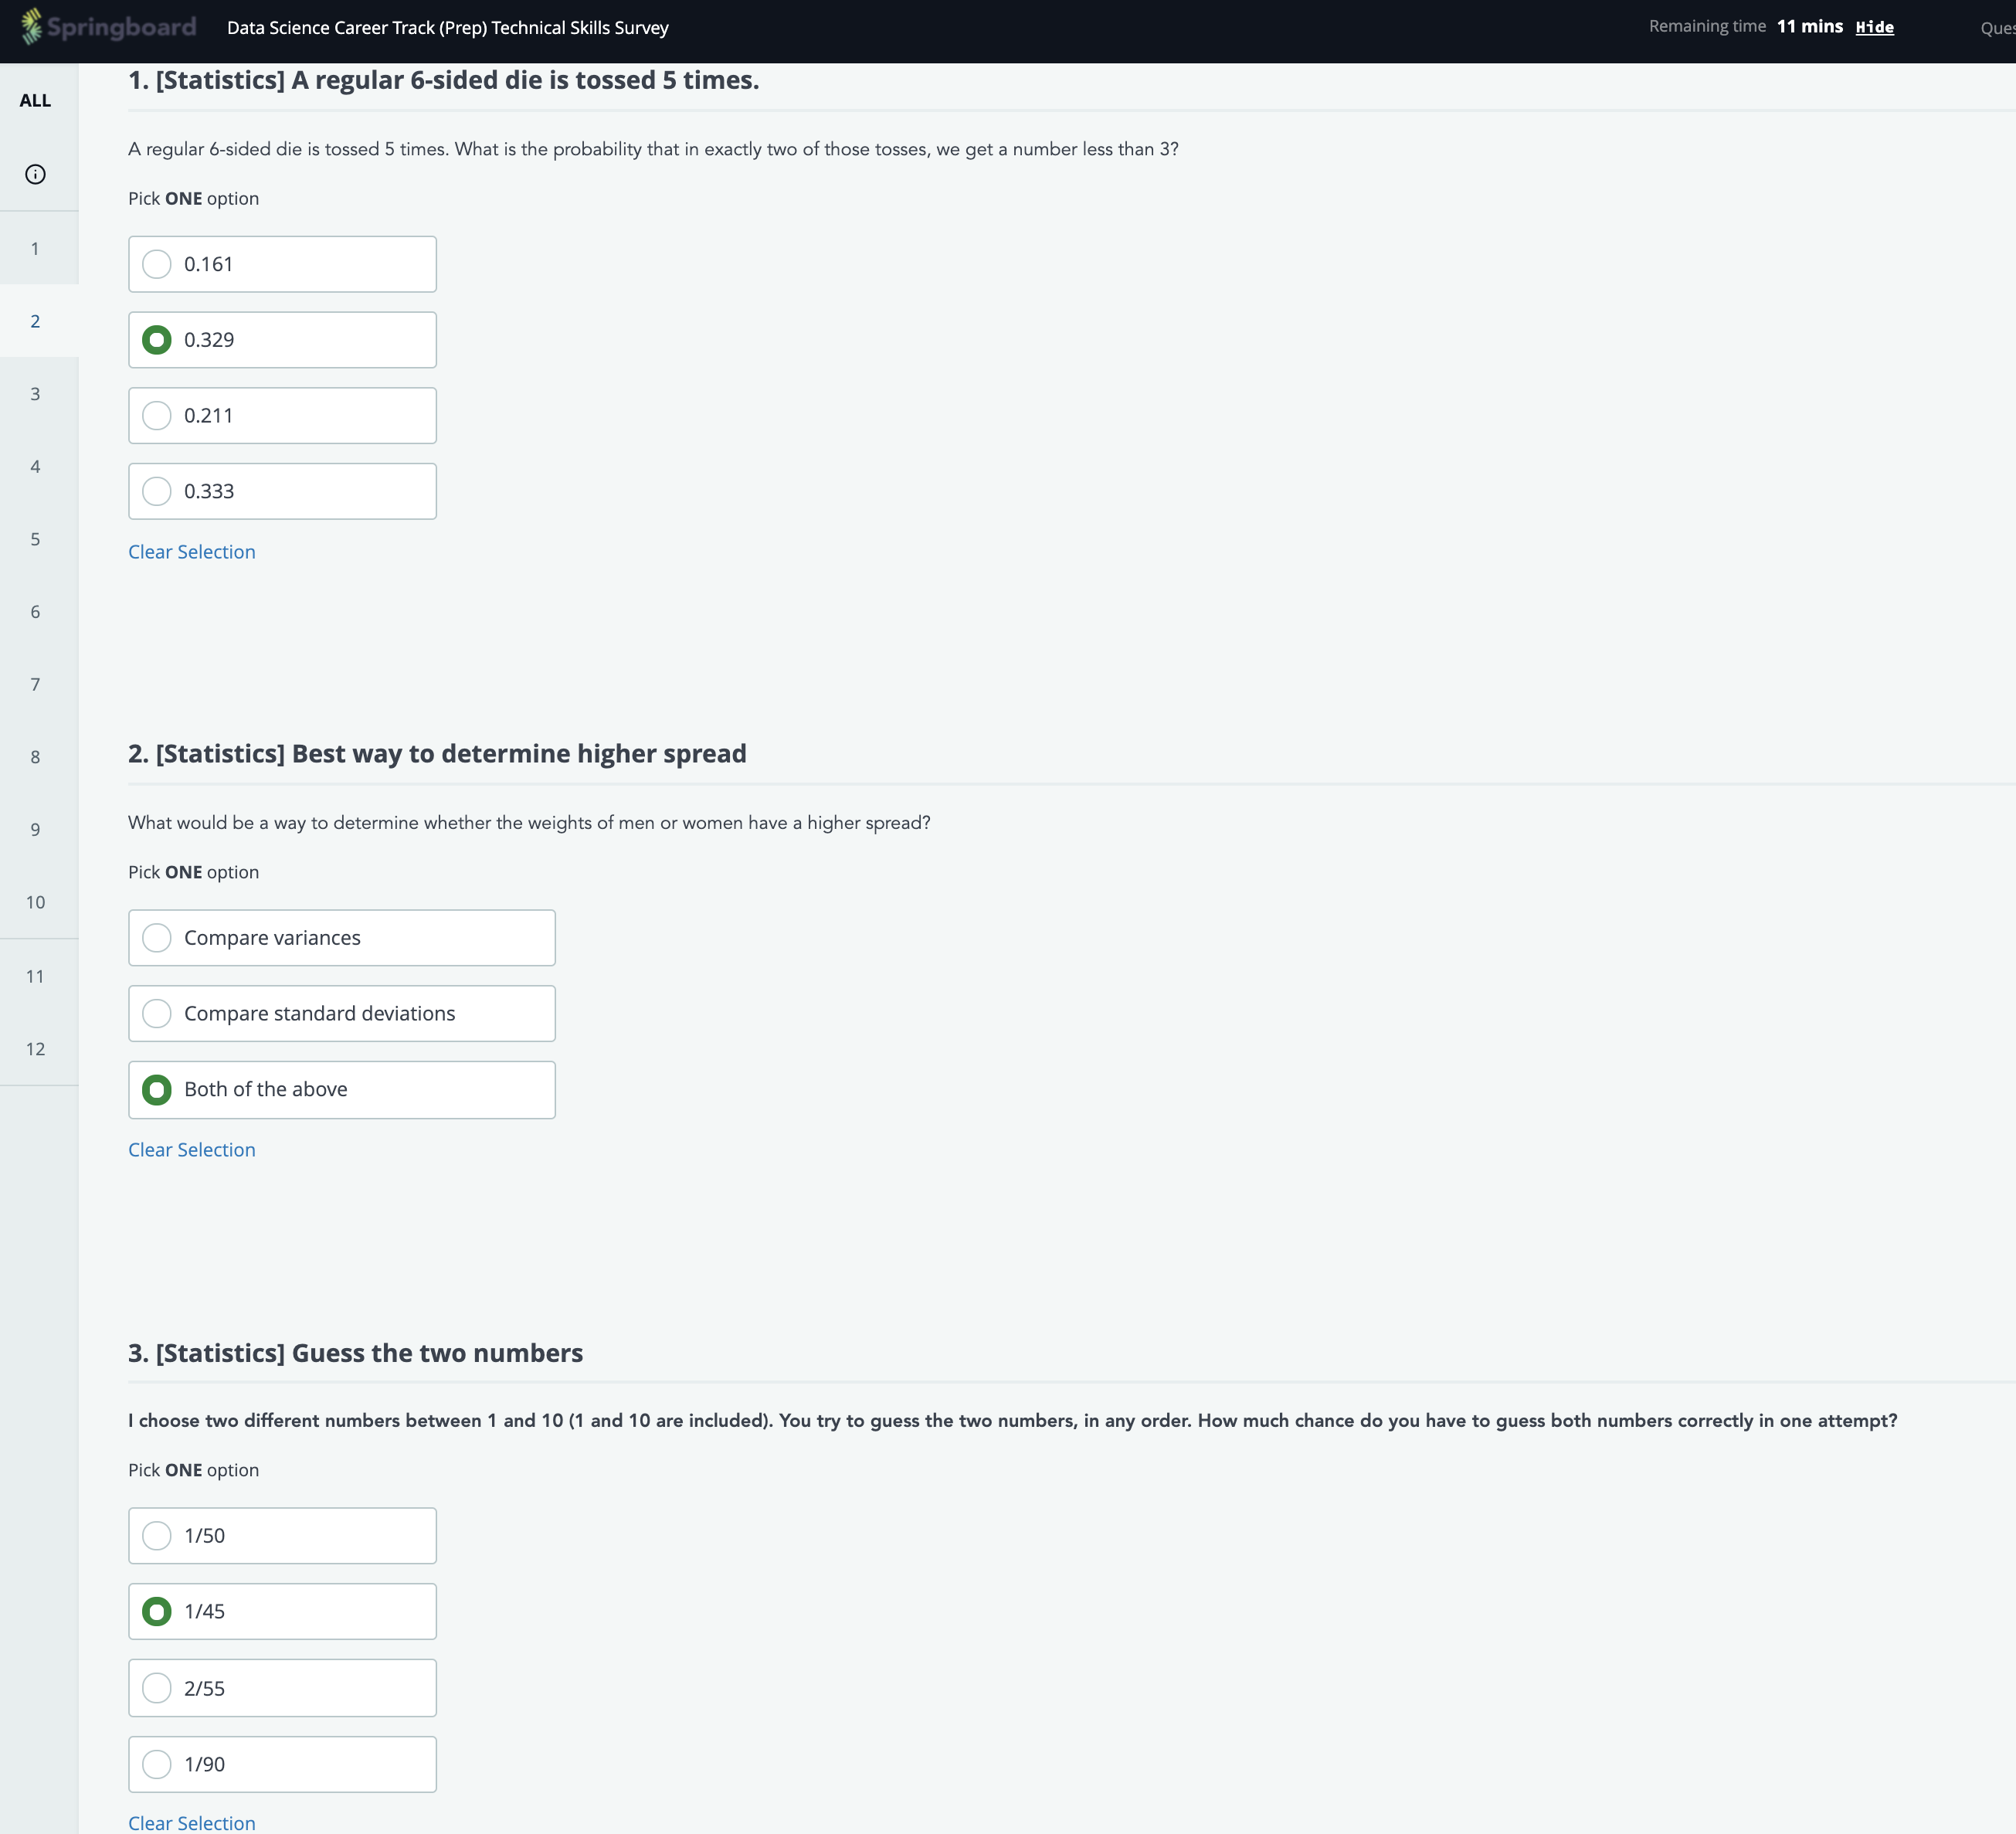 Springboard
Data Science Career Track (Prep) Technical Skills Survey
Remaining time 11 mins Hide
ALL
1
2
3
4
5
6
7
8
9
10
11
12
1. [Statistics] A regular 6-sided die is tossed 5 times.
A regular 6-sided die is tossed 5 times. What is the probability that in exactly two of those tosses, we get a number less than 3?
Pick ONE option
0.161
0.329
0.211
0.333
Clear Selection
2. [Statistics] Best way to determine higher spread
What would be a way to determine whether the weights of men or women have a higher spread?
Pick ONE option
Compare variances
Compare standard deviations
Both of the above
Clear Selection
3. [Statistics] Guess the two numbers
I choose two different numbers between 1 and 10 (1 and 10 are included). You try to guess the two numbers, in any order. How much chance do you have to guess both numbers correctly in one attempt?
Pick ONE option
1/50
1/45
2/55
1/90
Clear Selection